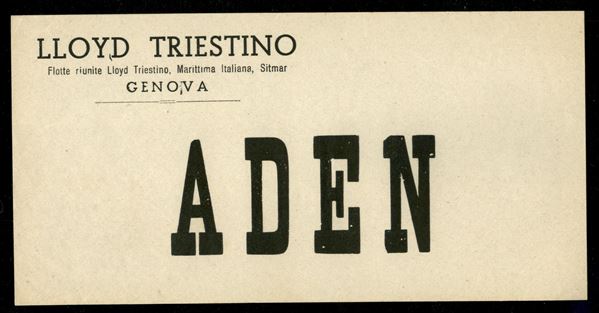 LLOYD TRIESTINO
Flotte riunite Lloyd Triestino, Marittima Italiana, Sitmar
GENOVA
ADEN